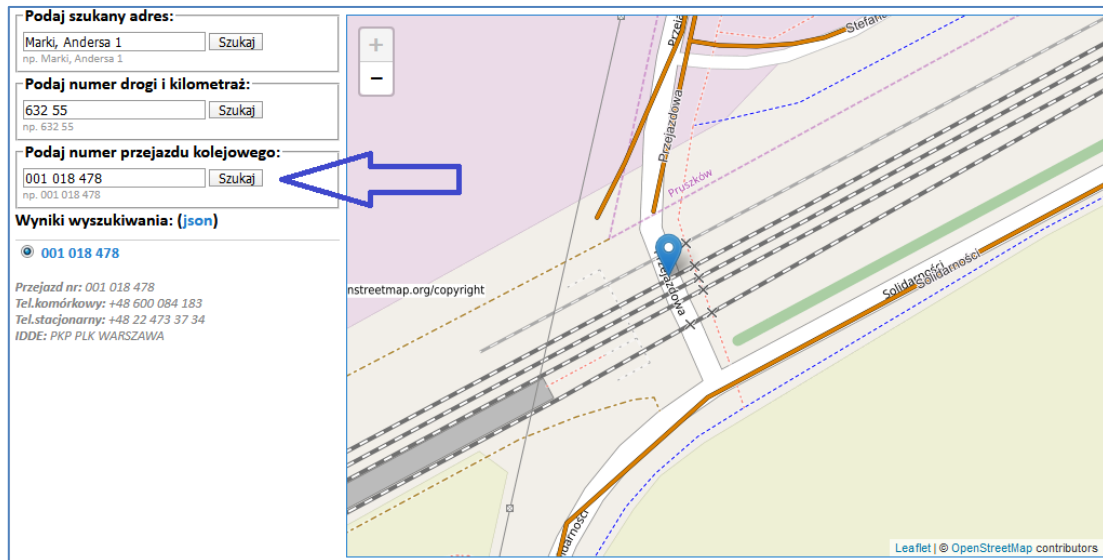 Podaj szukany adres:
Marki, Andersa 1
Szukaj
np. Marki, Andersa 1
Podaj numer drogi i kilometraż:
632 55
Szukaj
np. 632 55
Podaj numer przejazdu kolejowego:
001 018 478
Szukaj
np. 001 018 478
Wyniki wyszukiwania: (json)
001 018 478
Przejazd nr: 001 018 478
Tel.komórkowy: +48 600 084 183
Tel.stacjonarny: +48 22 473 37 34
IDDE: PKP PLK WARSZAWA
+
−
Przeja
Stefana
Przejazdowa
Pruszków
Przejazdowa
nstreetmap.org/copyright
Solidarności
Solidarności
Solidarności
Leaflet | © OpenStreetMap contributors